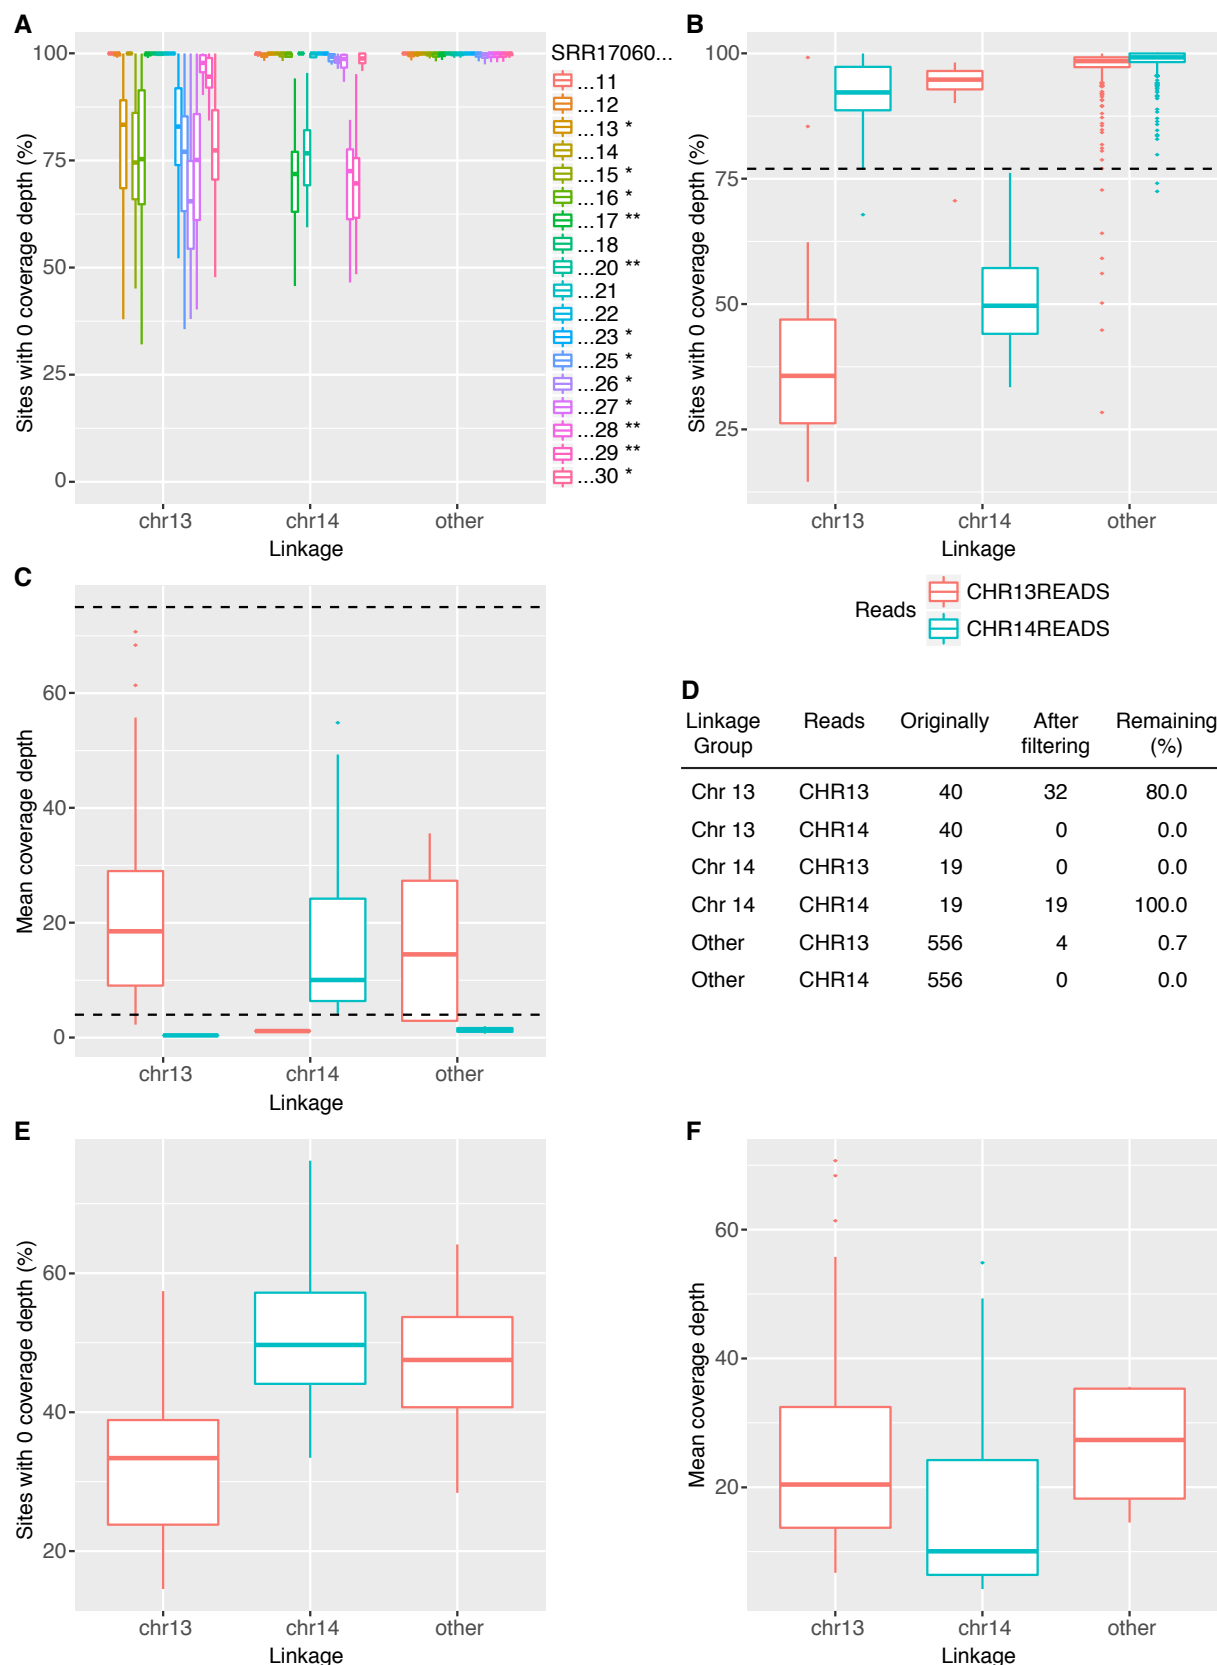 A
100
75
50
25
0
Sites with 0 coverage depth (%)
chr13 chr14 other
Linkage
SRR17060...
...11
...12
...13 *
...14
...15 *
...16 *
...17 **
...18
...20 **
...21
...22
...23 *
...25 *
...26 *
...27 *
...28 **
...29 **
...30 *
B
100
75
50
25
Sites with 0 coverage depth (%)
chr13 chr14 other
Linkage
Reads
CHR13READS
CHR14READS
C
60
40
20
0
Mean coverage depth
chr13 chr14 other
Linkage
D
Linkage Group Reads Originally After filtering Remaining (%)
Chr 13 CHR13 40 32 80.0
Chr 13 CHR14 40 0 0.0
Chr 14 CHR13 19 0 0.0
Chr 14 CHR14 19 19 100.0
Other CHR13 556 4 0.7
Other CHR14 556 0 0.0
E
60
40
20
Sites with 0 coverage depth (%)
chr13 chr14 other
Linkage
F
60
40
20
Mean coverage depth
chr13 chr14 other
Linkage